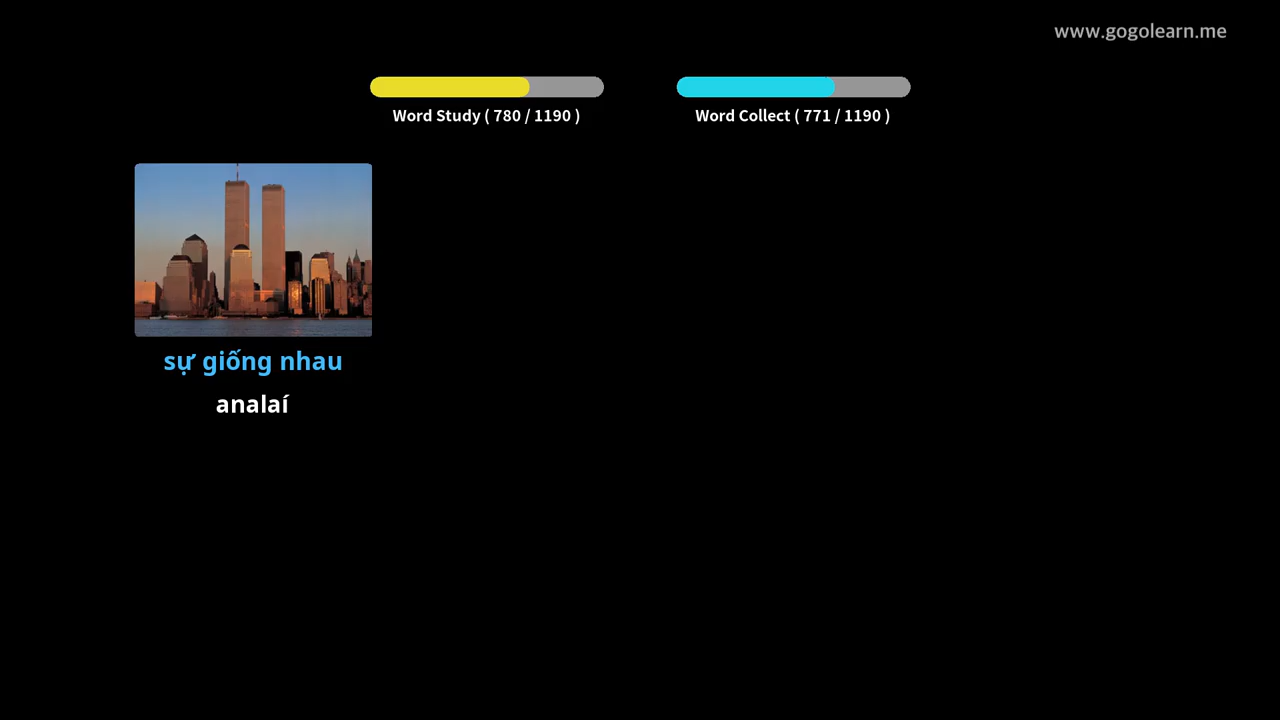 www.gogolearn.me
Word Study ( 780 / 1190 )
Word Collect ( 771 / 1190 )
sự giống nhau
analaí